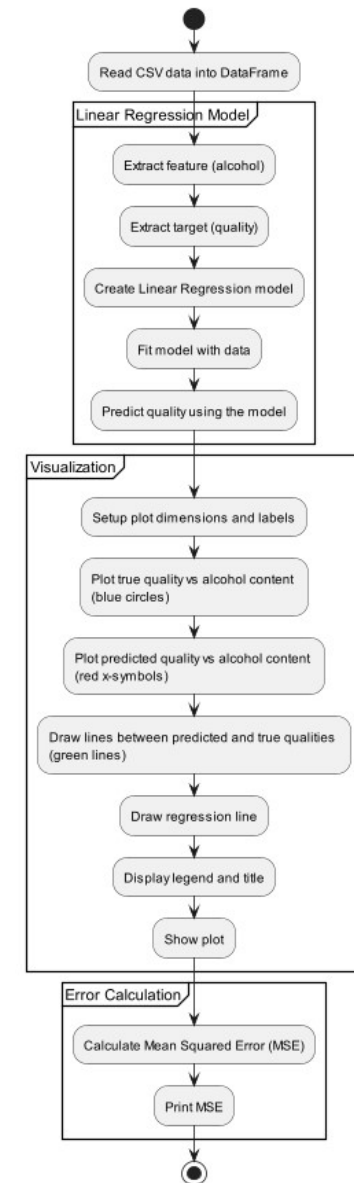 Read CSV data into DataFrame
Linear Regression Model
Extract feature (alcohol)
Extract target (quality)
Create Linear Regression model
Fit model with data
Predict quality using the model
Visualization
Setup plot dimensions and labels
Plot true quality vs alcohol content
(blue circles)
Plot predicted quality vs alcohol content
(red x-symbols)
Draw lines between predicted and true qualities
(green lines)
Draw regression line
Display legend and title
Show plot
Error Calculation
Calculate Mean Squared Error (MSE)
Print MSE